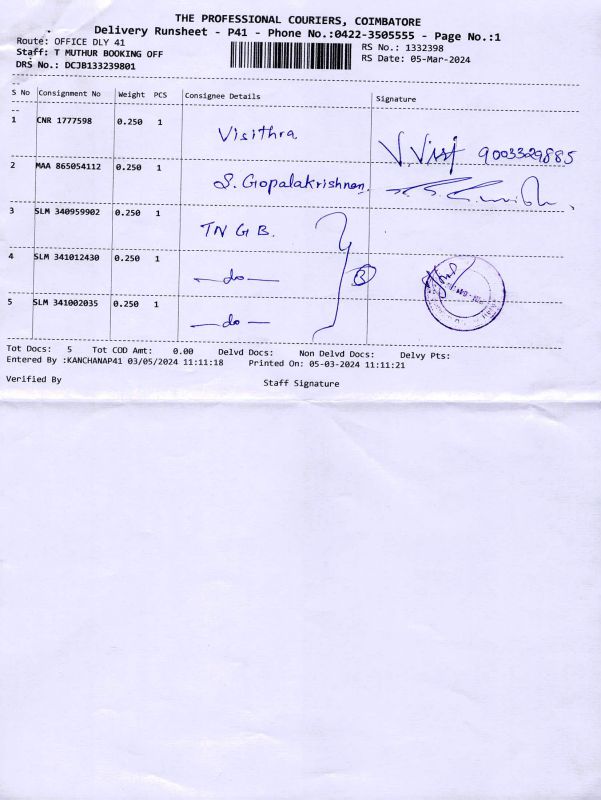 THE PROFESSIONAL COURIERS, COIMBATORE
Delivery Runsheet - P41 - Phone No.:0422-3505555 - Page No.:1
Route: OFFICE DLY 41
RS No.: 1332398
Staff: T MUTHUR BOOKING OFF
RS Date: 05-Mar-2024
DRS No.: DCJB133239801
S No Consignment No Weight PCS Consignee Details Signature
1 CNR 1777598 0.250 1 Visithra V.Visj 9003329885
2 MAA 865054112 0.250 1 S. Gopalakrishnan.
3 SLM 340959902 0.250 1 TNGB.
4 SLM 341012430 0.250 1 —do— 3
5 SLM 341002035 0.250 1 —do—
Tot Docs: 5 Tot COD Amt: 0.00 Delvd Docs: Non Delvd Docs: Delvy Pts:
Entered By :KANCHANAP41 03/05/2024 11:11:18 Printed On: 05-03-2024 11:11:21
Verified By Staff Signature